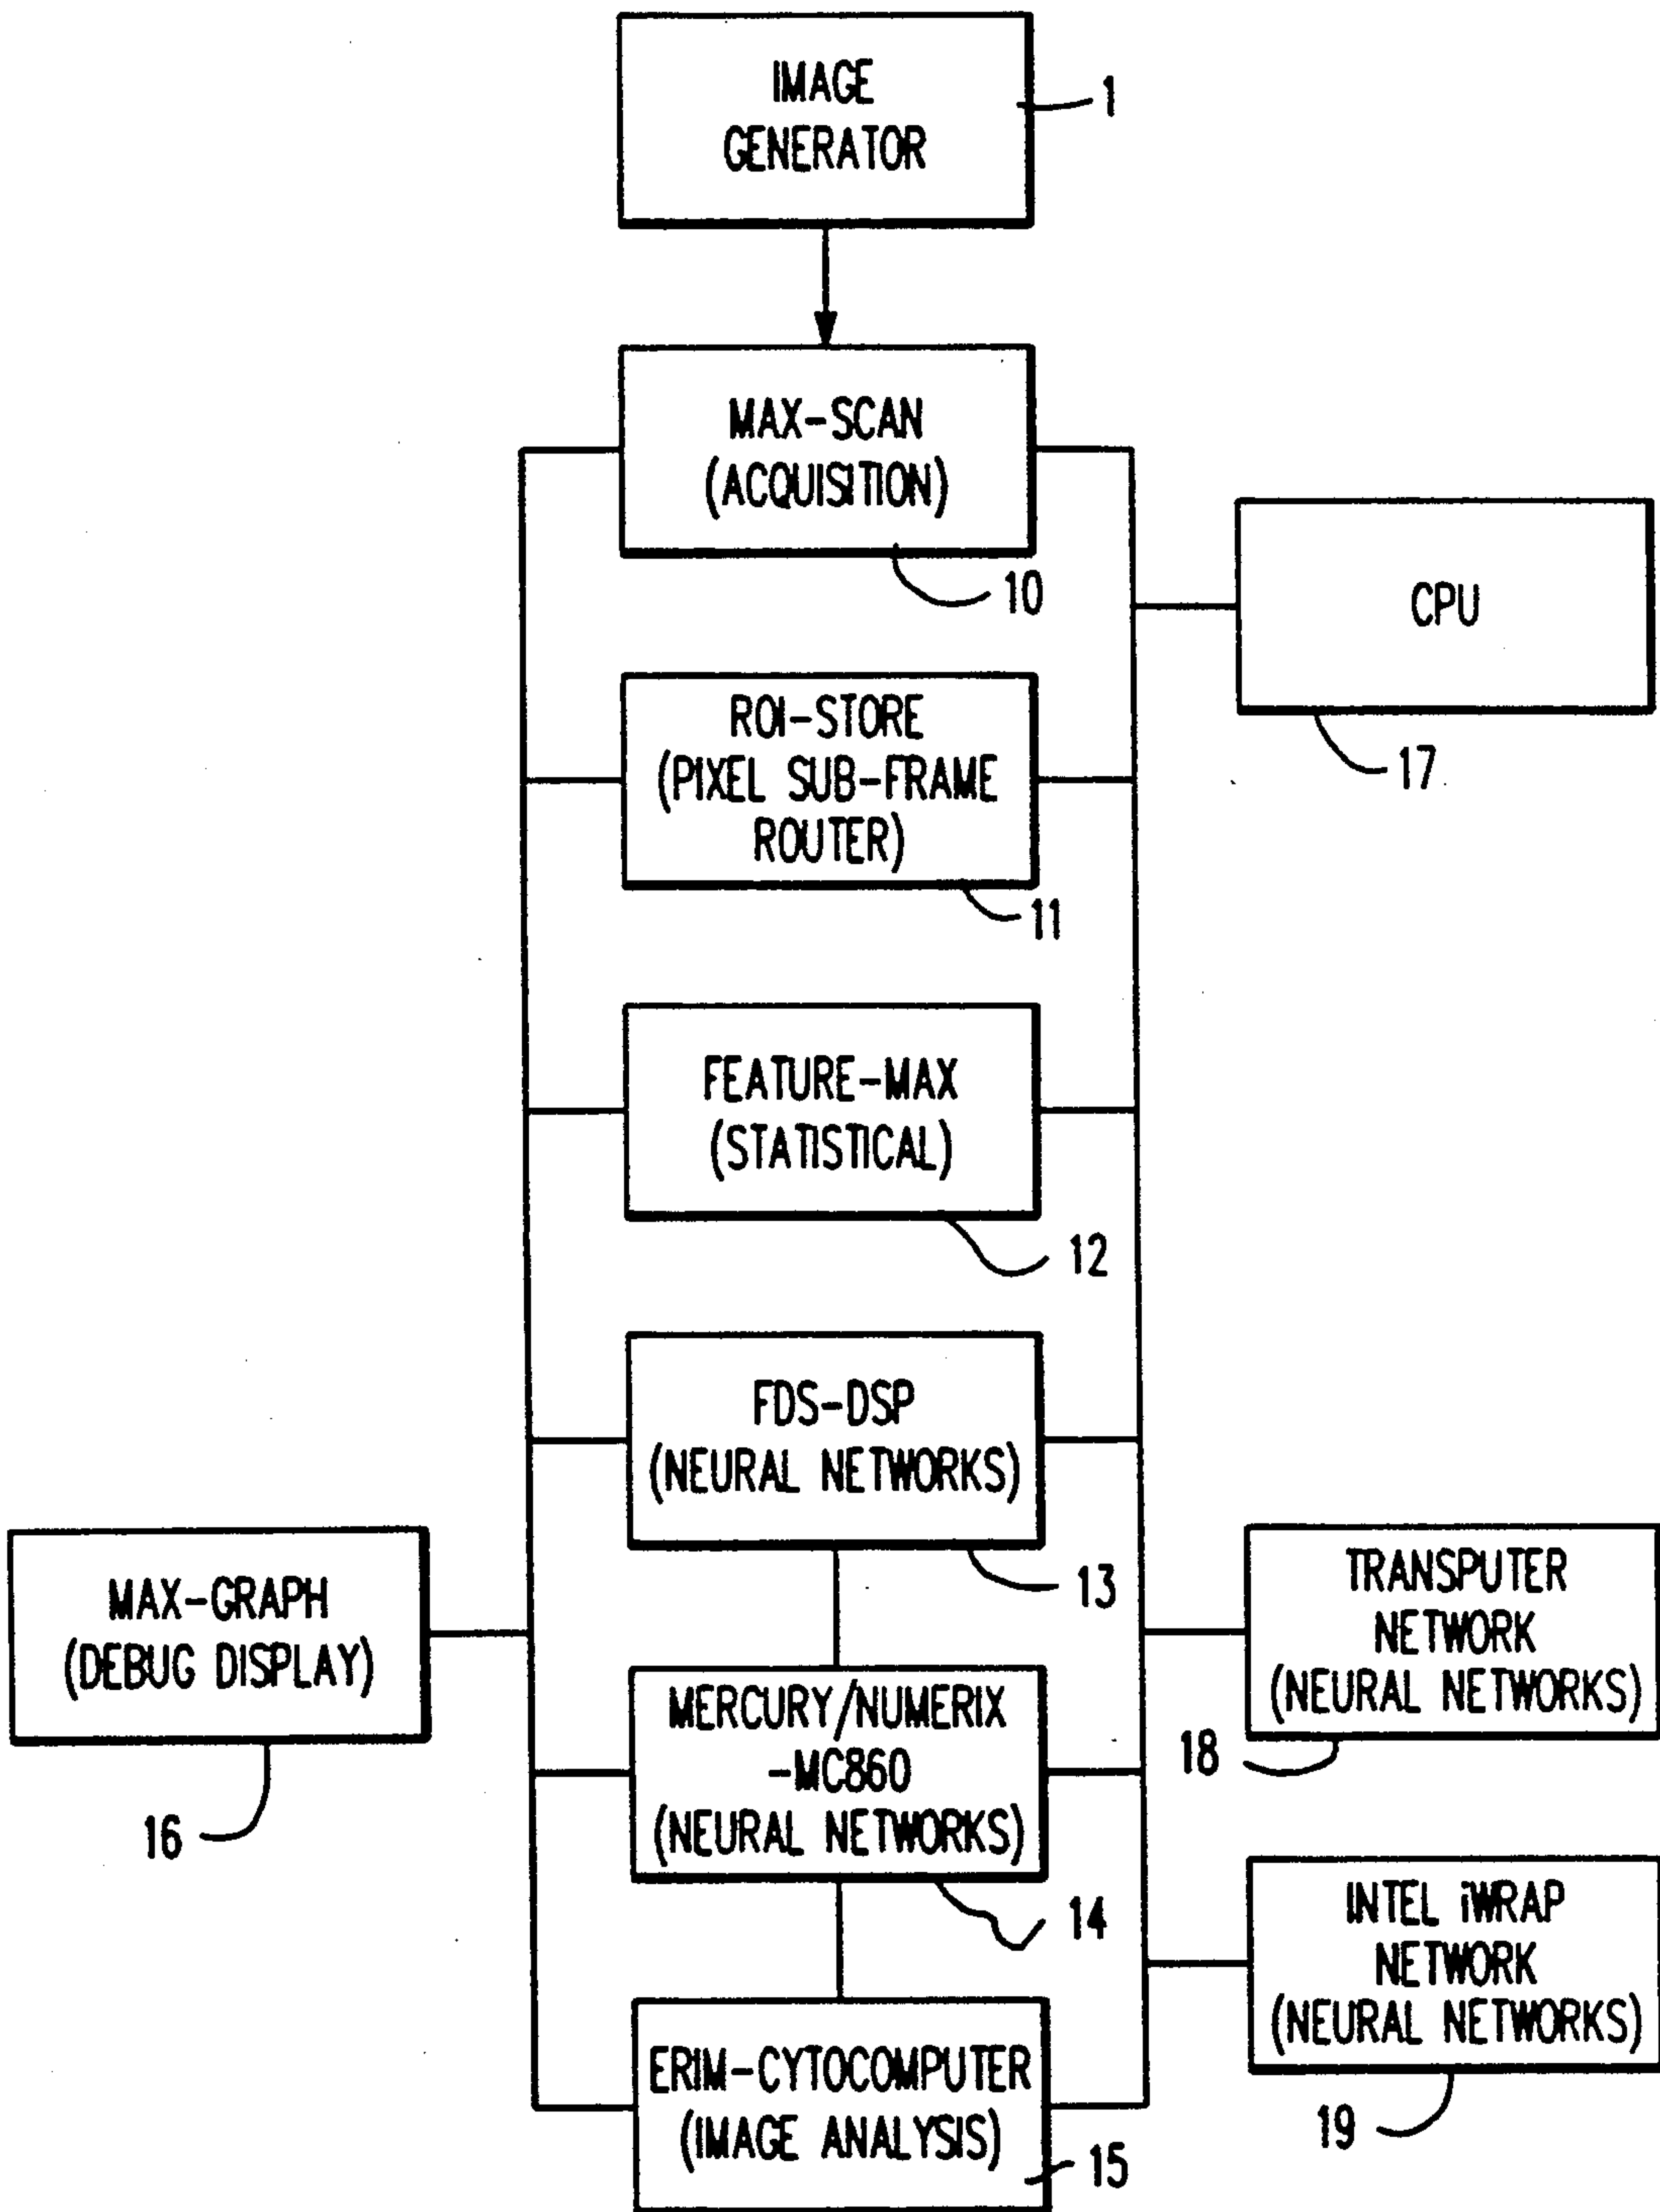 IMAGE
GENERATOR
1
MAX-SCAN
(ACQUISITION)
10
CPU
17
ROI-STORE
(PIXEL SUB-FRAME
ROUTER)
11
FEATURE-MAX
(STATISTICAL)
12
FDS-DSP
(NEURAL NETWORKS)
13
MAX-GRAPH
(DEBUG DISPLAY)
16
TRANSPUTER
NETWORK
(NEURAL NETWORKS)
18
MERCURY/NUMERIX
-MC860
(NEURAL NETWORKS)
14
INTEL iWRAP
NETWORK
(NEURAL NETWORKS)
19
ERIM-CYTOCOMPUTER
(IMAGE ANALYSIS)
15